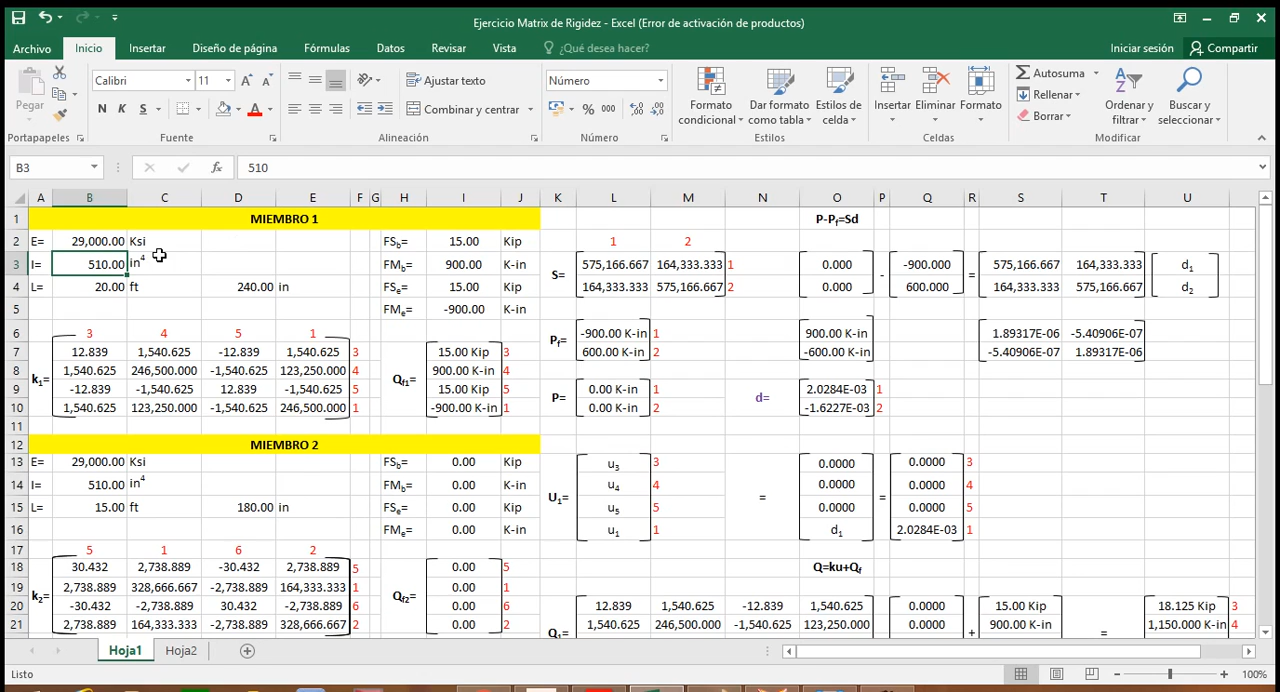 Ejercicio Matrix de Rigidez - Excel (Error de activación de productos)
Archivo Inicio Insertar Diseño de página Fórmulas Datos Revisar Vista ¿Qué desea hacer? Iniciar sesión Compartir
Pegar Calibri 11 Ajustar texto Número Formato condicional Dar formato como tabla Estilos de celda Insertar Eliminar Formato Autosuma Ordenar y filtrar Buscar y seleccionar
N K S A Combinar y centrar % 000 Rellenar
Borrar
Portapapeles Fuente Alineación Número Estilos Celdas Modificar
B3 fx 510
A B C D E F G H I J K L M N O P Q R S T U
1 MIEMBRO 1 P-Pf=Sd
2 E= 29,000.00 Ksi FSb= 15.00 Kip 1 2
3 I= 510.00 in4 FMb= 900.00 K-in S= 575,166.667 164,333.333 1 0.000 - -900.000 = 575,166.667 164,333.333 d1
4 L= 20.00 ft 240.00 in FSe= 15.00 Kip 164,333.333 575,166.667 2 0.000 600.000 164,333.333 575,166.667 d2
5 FMe= -900.00 K-in
6 3 4 5 1 Pf= -900.00 K-in 1 900.00 K-in 1.89317E-06 -5.40906E-07
7 k1= 12.839 1,540.625 -12.839 1,540.625 3 Qf1= 15.00 Kip 3 600.00 K-in 2 -600.00 K-in -5.40906E-07 1.89317E-06
8 1,540.625 246,500.000 -1,540.625 123,250.000 4 900.00 K-in 4
9 -12.839 -1,540.625 12.839 -1,540.625 5 15.00 Kip 5 P= 0.00 K-in 1 d= 2.0284E-03 1
10 1,540.625 123,250.000 -1,540.625 246,500.000 1 -900.00 K-in 1 0.00 K-in 2 -1.6227E-03 2
11
12 MIEMBRO 2
13 E= 29,000.00 Ksi FSb= 0.00 Kip U1= u3 3 0.0000 0.0000 3
14 I= 510.00 in4 FMb= 0.00 K-in u4 4 = 0.0000 = 0.0000 4
15 L= 15.00 ft 180.00 in FSe= 0.00 Kip u5 5 0.0000 0.0000 5
16 FMe= 0.00 K-in u1 1 d1 2.0284E-03 1
17 5 1 6 2
18 k2= 30.432 2,738.889 -30.432 2,738.889 5 Qf2= 0.00 5 Q=ku+Qf
19 2,738.889 328,666.667 -2,738.889 164,333.333 1 0.00 1
20 -30.432 -2,738.889 30.432 -2,738.889 6 0.00 6 Q1= 12.839 1,540.625 -12.839 1,540.625 0.0000 15.00 Kip 18.125 Kip 3
21 2,738.889 164,333.333 -2,738.889 328,666.667 2 0.00 2 1,540.625 246,500.000 -1,540.625 123,250.000 0.0000 + 900.00 K-in = 1,150.000 K-in 4
Hoja1 Hoja2
Listo 100%